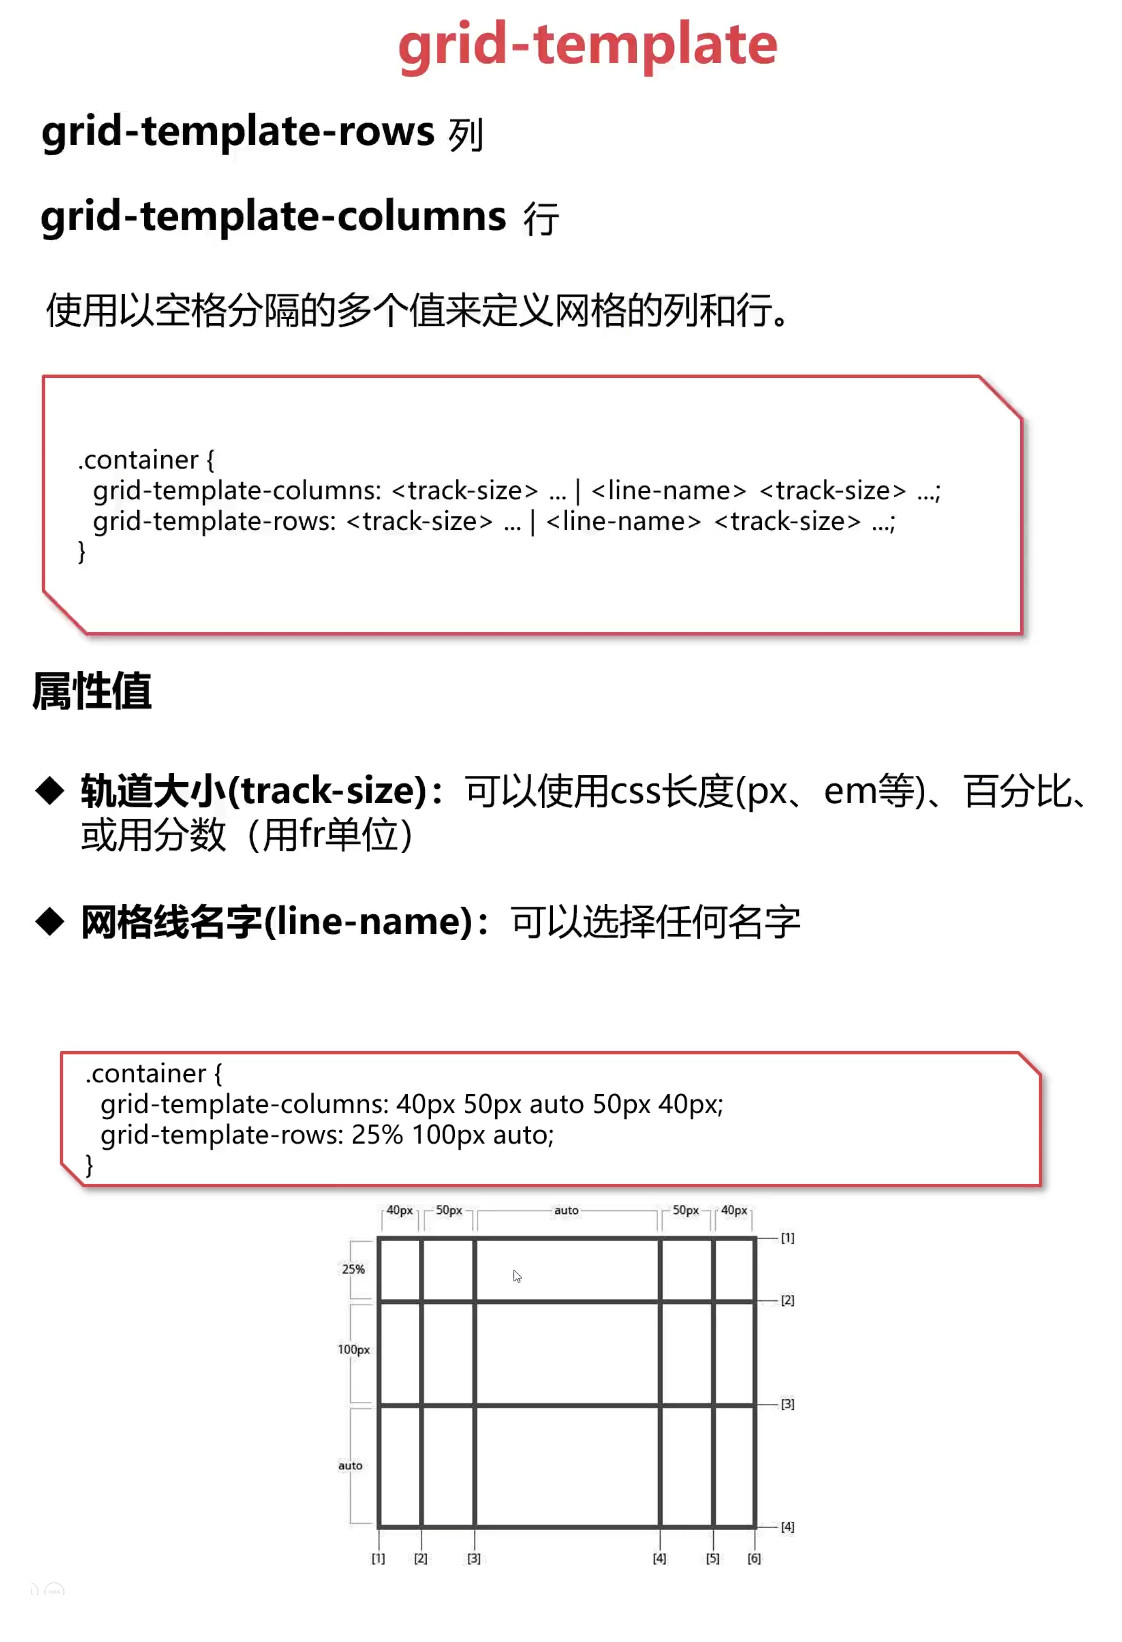 grid-template
grid-template-rows 列
grid-template-columns 行
使用以空格分隔的多个值来定义网格的列和行。
.container {
grid-template-columns: <track-size> ... | <line-name> <track-size> ...;
grid-template-rows: <track-size> ... | <line-name> <track-size> ...;
}
属性值
◆ 轨道大小(track-size)：可以使用css长度(px、em等)、百分比、
或用分数（用fr单位）
◆ 网格线名字(line-name)：可以选择任何名字
.container {
grid-template-columns: 40px 50px auto 50px 40px;
grid-template-rows: 25% 100px auto;
}
40px 50px auto 50px 40px
[1]
25%
[2]
100px
[3]
auto
[4]
[1] [2] [3] [4] [5] [6]